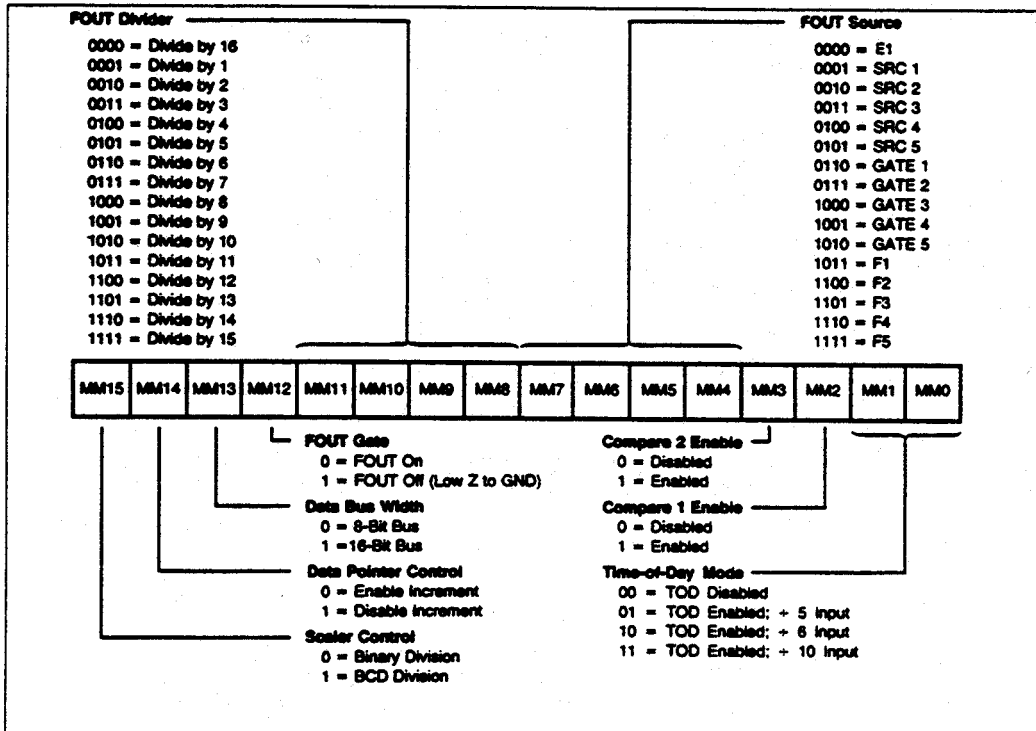 FOUT Divider
0000 = Divide by 16
0001 = Divide by 1
0010 = Divide by 2
0011 = Divide by 3
0100 = Divide by 4
0101 = Divide by 5
0110 = Divide by 6
0111 = Divide by 7
1000 = Divide by 8
1001 = Divide by 9
1010 = Divide by 10
1011 = Divide by 11
1100 = Divide by 12
1101 = Divide by 13
1110 = Divide by 14
1111 = Divide by 15
FOUT Source
0000 = E1
0001 = SRC 1
0010 = SRC 2
0011 = SRC 3
0100 = SRC 4
0101 = SRC 5
0110 = GATE 1
0111 = GATE 2
1000 = GATE 3
1001 = GATE 4
1010 = GATE 5
1011 = F1
1100 = F2
1101 = F3
1110 = F4
1111 = F5
MM15 MM14 MM13 MM12 MM11 MM10 MM9 MM8 MM7 MM6 MM5 MM4 MM3 MM2 MM1 MM0
FOUT Gate
0 = FOUT On
1 = FOUT Off (Low Z to GND)
Data Bus Width
0 = 8-Bit Bus
1 =16-Bit Bus
Data Pointer Control
0 = Enable Increment
1 = Disable Increment
Scaler Control
0 = Binary Division
1 = BCD Division
Compare 2 Enable
0 = Disabled
1 = Enabled
Compare 1 Enable
0 = Disabled
1 = Enabled
Time-of-Day Mode
00 = TOD Disabled
01 = TOD Enabled; ÷ 5 Input
10 = TOD Enabled; ÷ 6 Input
11 = TOD Enabled; ÷ 10 Input